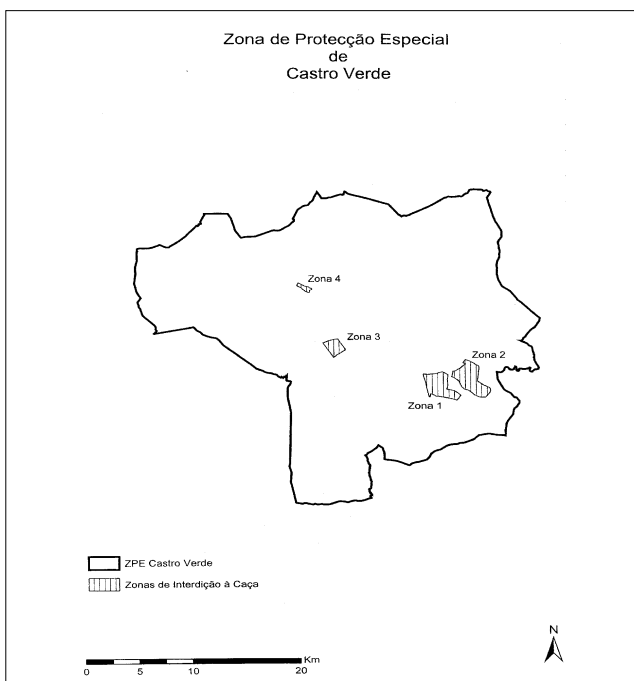 Zona de Protecção Especial
de
Castro Verde
Zona 4
Zona 3
Zona 2
Zona 1
ZPE Castro Verde
Zonas de Interdição à Caça
N
Km
0 5 10 20